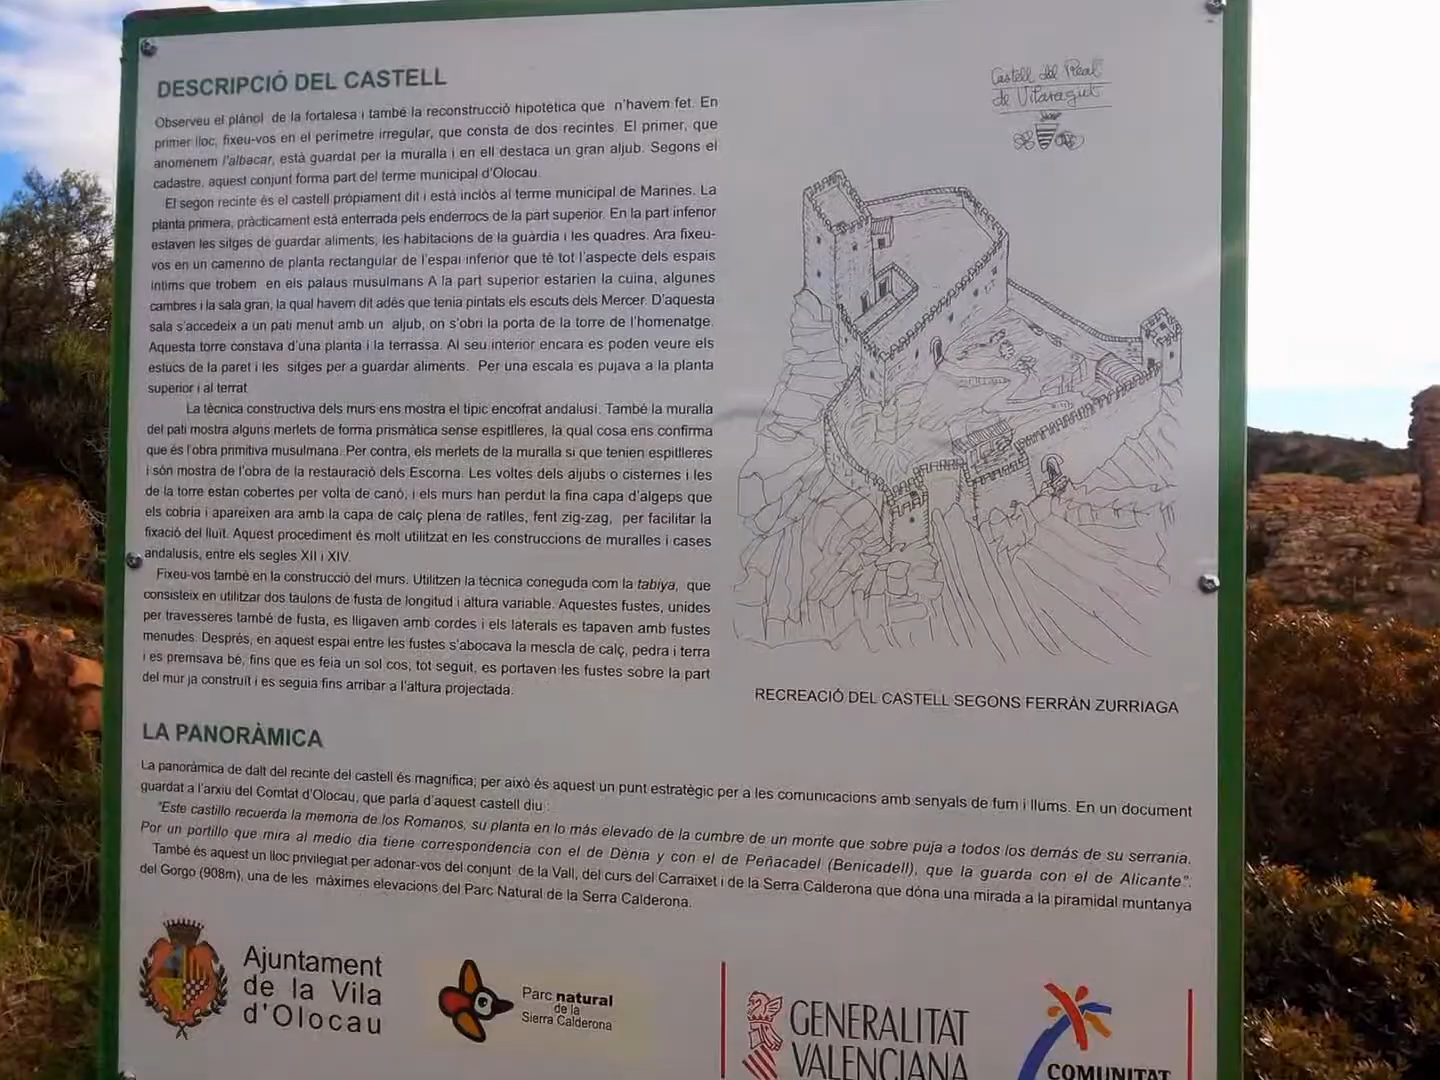 DESCRIPCIÓ DEL CASTELL
Observeu el plànol de la fortalesa i també la reconstrucció hipotètica que n'havem fet. En
primer lloc, fixeu-vos en el perímetre irregular, que consta de dos recintes. El primer, que
anomenem l'albacar, està guardat per la muralla i en ell destaca un gran aljub. Segons el
cadastre, aquest conjunt forma part del terme municipal d'Olocau.
El segon recinte és el castell pròpiament dit i està inclòs al terme municipal de Marines. La
planta primera, pràcticament està enterrada pels enderrocs de la part superior. En la part inferior
estaven les sitges de guardar aliments, les habitacions de la guàrdia i les quadres. Ara fixeu-
vos en un camerino de planta rectangular de l'espai inferior que té tot l'aspecte dels espais
íntims que trobem en els palaus musulmans A la part superior estarien la cuina, algunes
cambres i la sala gran, la qual havem dit adés que tenia pintats els escuts dels Mercer. D'aquesta
sala s'accedeix a un pati menut amb un aljub, on s'obri la porta de la torre de l'homenatge.
Aquesta torre constava d'una planta i la terrassa. Al seu interior encara es poden veure els
estucs de la paret i les sitges per a guardar aliments. Per una escala es pujava a la planta
superior i al terrat
La tècnica constructiva dels murs ens mostra el típic encofrat andalusí. També la muralla
del pati mostra alguns merlets de forma prismàtica sense espitlleres, la qual cosa ens confirma
que és l'obra primitiva musulmana. Per contra, els merlets de la muralla si que tenien espitlleres
i són mostra de l'obra de la restauració dels Escorna. Les voltes dels aljubs o cisternes i les
de la torre estan cobertes per volta de canó, i els murs han perdut la fina capa d'algeps que
els cobria i apareixen ara amb la capa de calç plena de ratlles, fent zig-zag, per facilitar la
fixació del lluit. Aquest procediment és molt utilitzat en les construccions de muralles i cases
andalusís, entre els segles XII i XIV.
Fixeu-vos també en la construcció del murs. Utilitzen la tècnica coneguda com la tabiya, que
consisteix en utilitzar dos taulons de fusta de longitud i altura variable. Aquestes fustes, unides
per travesseres també de fusta, es lligaven amb cordes i els laterals es tapaven amb fustes
menudes. Després, en aquest espai entre les fustes s'abocava la mescla de calç, pedra i terra
i es premsava bé, fins que es feia un sol cos; tot seguit, es portaven les fustes sobre la part
del mur ja construït i es seguia fins arribar a l'altura projectada.
Castell del Real
de Vilaragut
RECREACIÓ DEL CASTELL SEGONS FERRÀN ZURRIAGA
LA PANORÀMICA
La panoràmica de dalt del recinte del castell és magnífica; per això és aquest un punt estratègic per a les comunicacions amb senyals de fum i llums. En un document
guardat a l'arxiu del Comtat d'Olocau, que parla d'aquest castell diu :
"Este castillo recuerda la memoria de los Romanos, su planta en lo más elevado de la cumbre de un monte que sobre puja a todos los demás de su serrania.
Por un portillo que mira al medio dia tiene correspondencia con el de Dènia y con el de Peñacadel (Benicadell), que la guarda con el de Alicante".
També és aquest un lloc privilegiat per adonar-vos del conjunt de la Vall, del curs del Carraixet i de la Serra Calderona que dóna una mirada a la piramidal muntanya
del Gorgo (908m), una de les màximes elevacions del Parc Natural de la Serra Calderona.
Ajuntament
de la Vila
d'Olocau
Parc natural
de la
Sierra Calderona
GENERALITAT
VALENCIANA
COMUNITAT